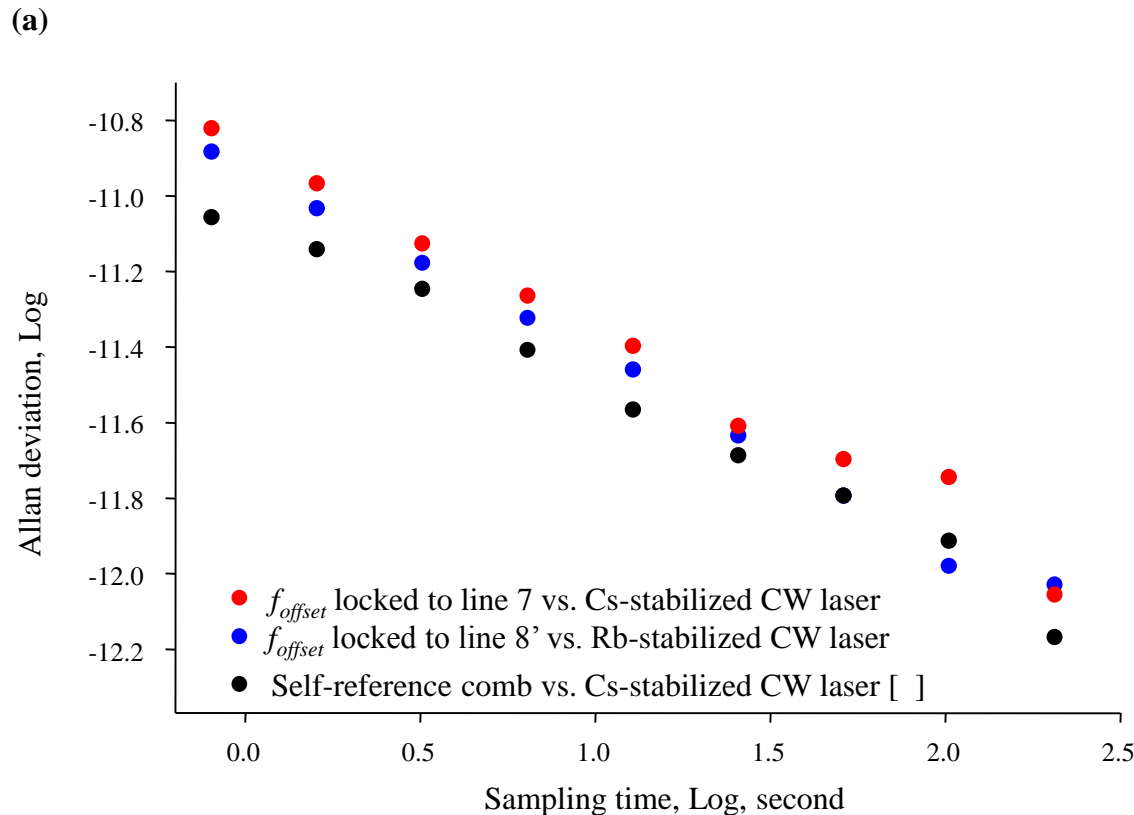 (a)
Allan deviation, Log
-10.8
-11.0
-11.2
-11.4
-11.6
-11.8
-12.0
-12.2
f_offset locked to line 7 vs. Cs-stabilized CW laser
f_offset locked to line 8’ vs. Rb-stabilized CW laser
Self-reference comb vs. Cs-stabilized CW laser [ ]
0.0 0.5 1.0 1.5 2.0 2.5
Sampling time, Log, second